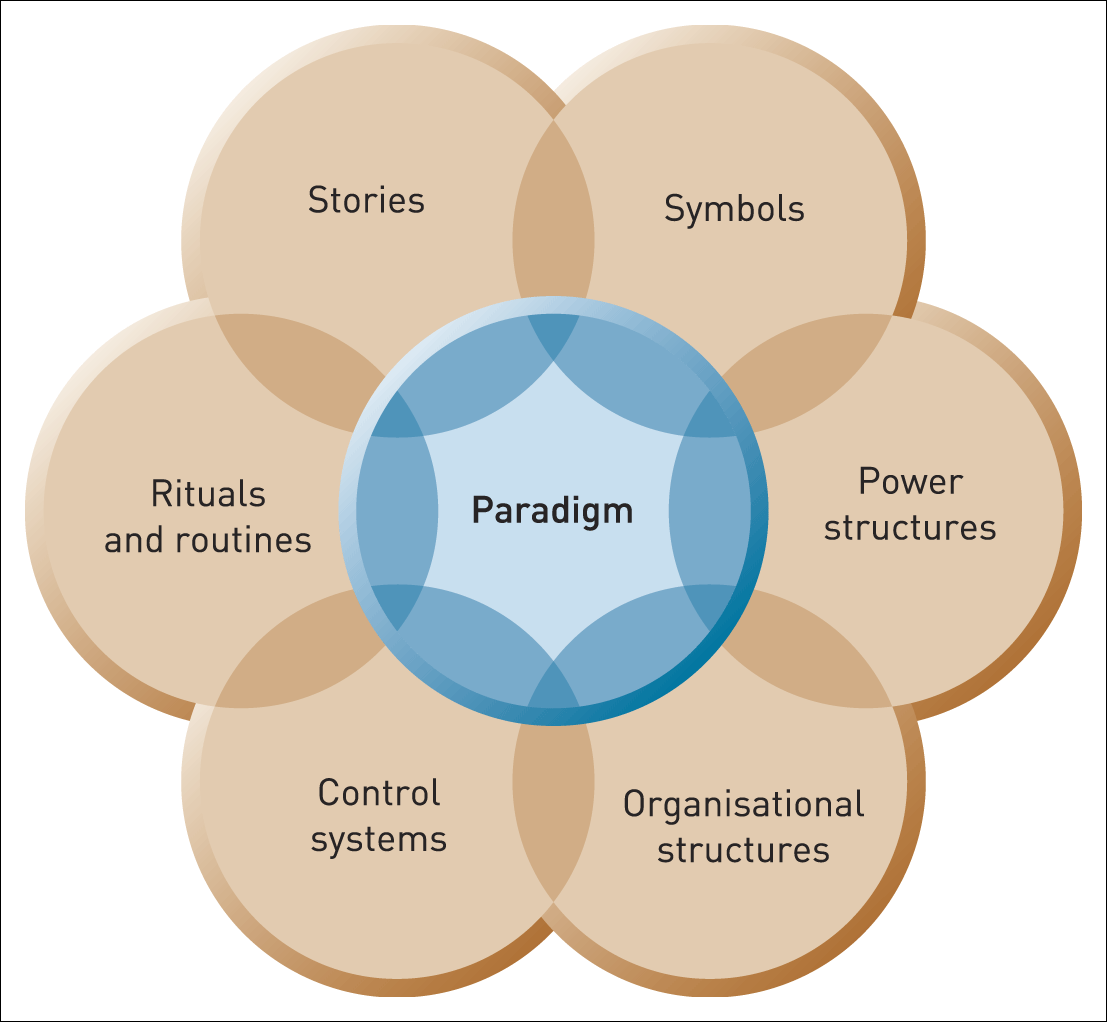 Stories
Symbols
Rituals
and routines
Paradigm
Power
structures
Control
systems
Organisational
structures